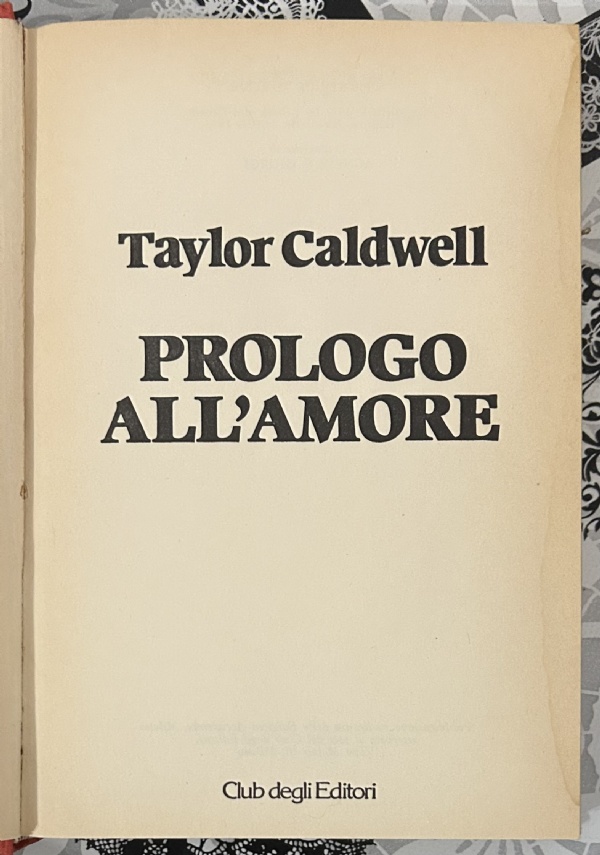 Taylor Caldwell
PROLOGO
ALL'AMORE
Club degli Editori